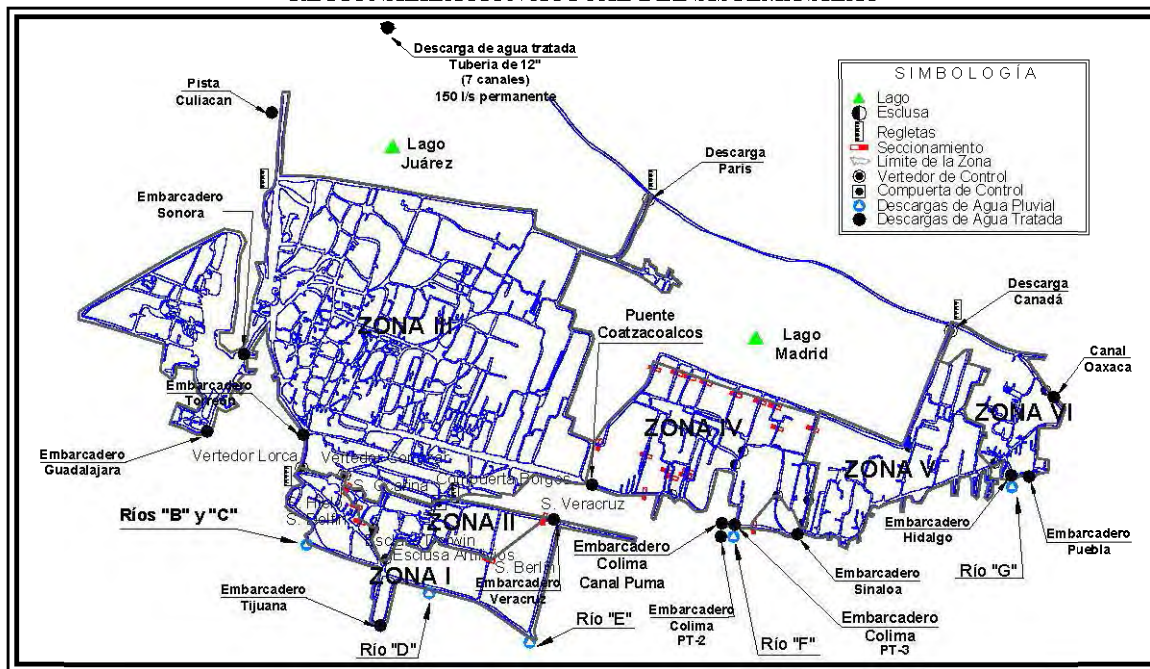 Descarga de agua tratada
Tuberia de 12"
(7 canales)
150 l/s permanente
Pista
Culiacan
Lago
Juárez
Embarcadero
Sonora
Descarga
Paris
SIMBOLOGÍA
Lago
Esclusa
Regletas
Seccionamiento
Límite de la Zona
Vertedor de Control
Compuerta de Control
Descargas de Agua Pluvial
Descargas de Agua Tratada
ZONA III
Puente
Coatzacoalcos
Lago
Madrid
Descarga
Canadá
Canal
Oaxaca
Embarcadero
Torreón
Embarcadero
Guadalajara
Vertedor Lorca
Vertedor
Compuerta Borgos
S. Veracruz
ZONA IV
ZONA V
ZONA VI
Ríos "B" y "C"
ZONA II
Esclusa
S. Berlín
ZONA I
Embarcadero
Veracruz
Embarcadero
Tijuana
Río "D"
Río "E"
Embarcadero
Colima
Canal Puma
Embarcadero
Colima
PT-2
Río "F"
Embarcadero
Colima
PT-3
Embarcadero
Sinaloa
Embarcadero
Hidalgo
Río "G"
Embarcadero
Puebla